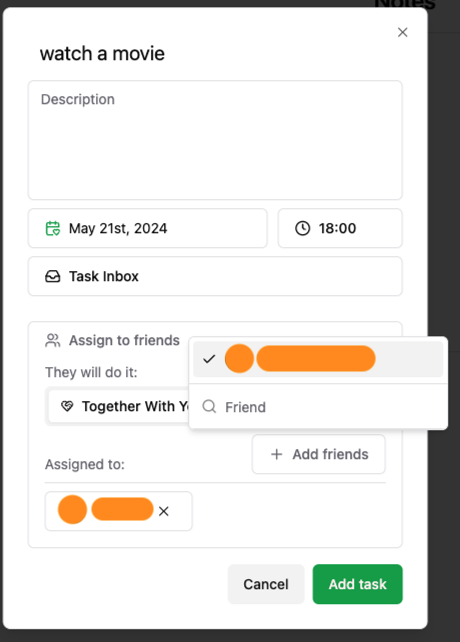 Notes
watch a movie
Description
May 21st, 2024
18:00
Task Inbox
Assign to friends
They will do it:
Together With Y
Friend
Add friends
Assigned to:
Cancel
Add task